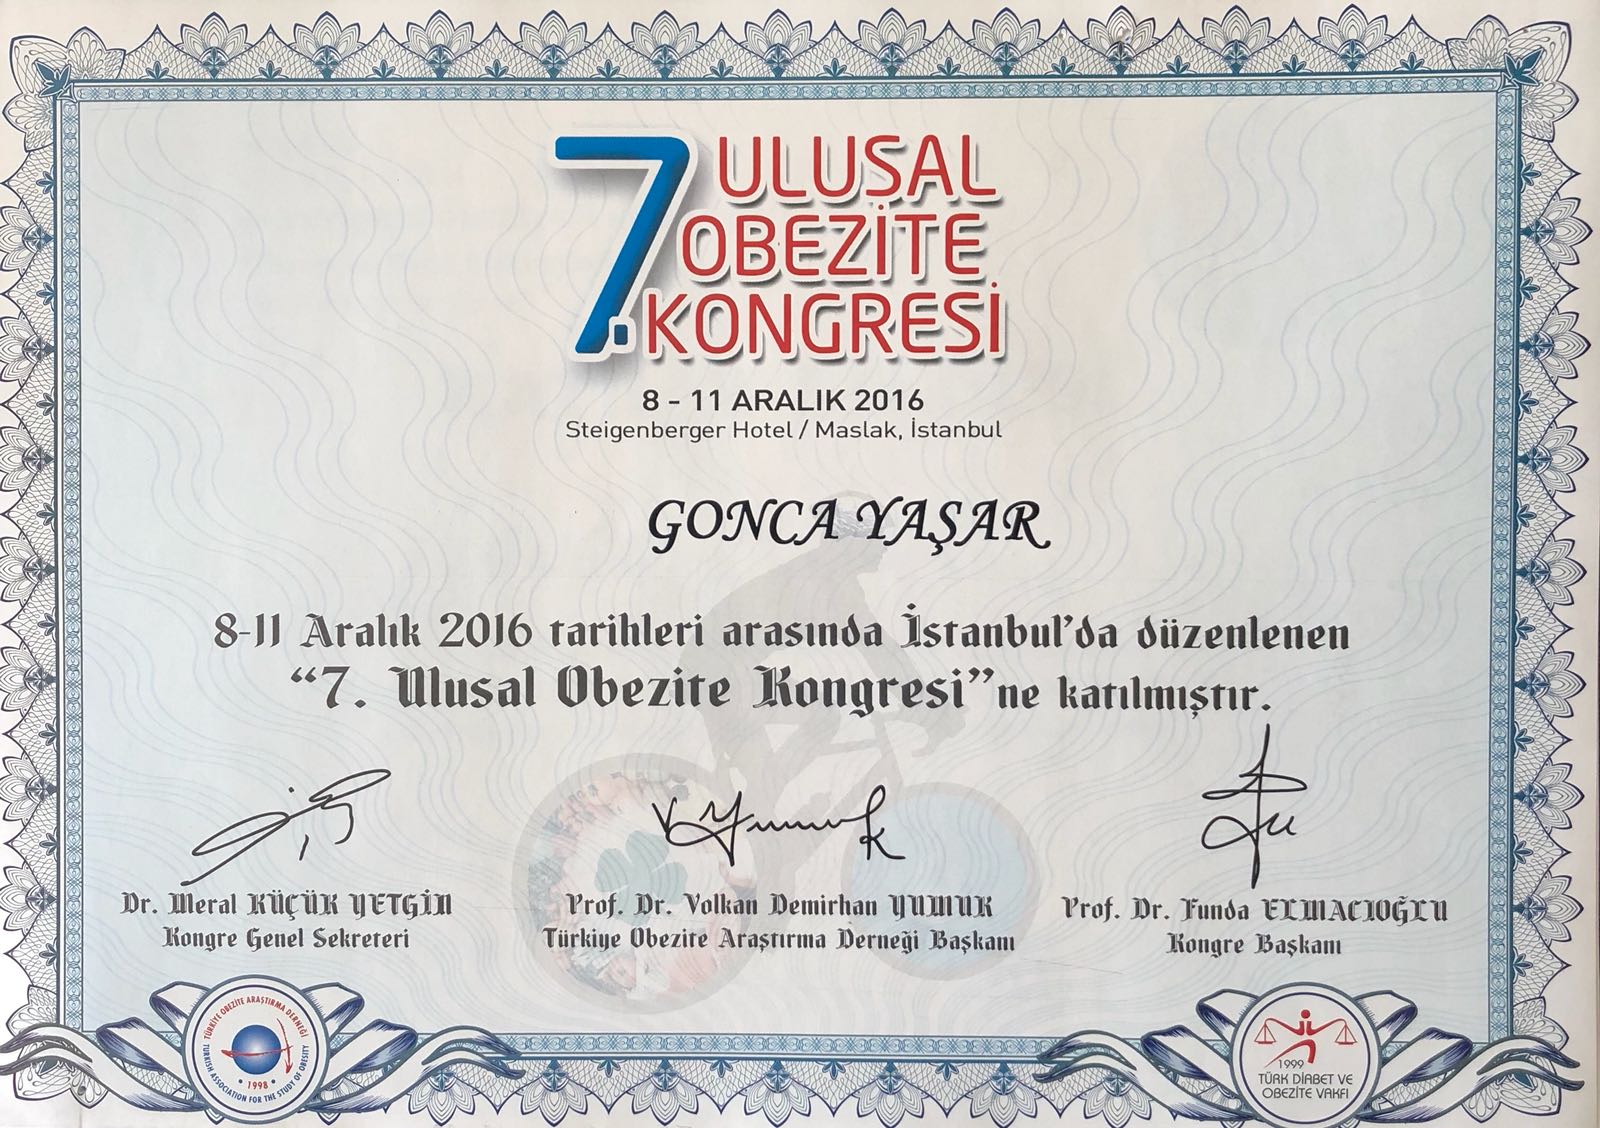 7. ULUSAL
OBEZİTE
KONGRESİ
8 - 11 ARALIK 2016
Steigenberger Hotel / Maslak, İstanbul
GONCA YAŞAR
8-11 Aralık 2016 tarihleri arasında İstanbul'da düzenlenen
“7. Ulusal Obezite Kongresi”ne katılmıştır.
Dr. Meral KÜÇÜK YETGİN
Kongre Genel Sekreteri
Prof. Dr. Volkan Demirhan YUMUK
Türkiye Obezite Araştırma Derneği Başkanı
Prof. Dr. Funda ELMACIOĞLU
Kongre Başkanı
TÜRKİYE OBEZİTE ARAŞTIRMA DERNEĞİ
TURKISH ASSOCIATION FOR THE STUDY OF OBESITY
• 1998 •
1999
TÜRK DİABET VE
OBEZİTE VAKFI